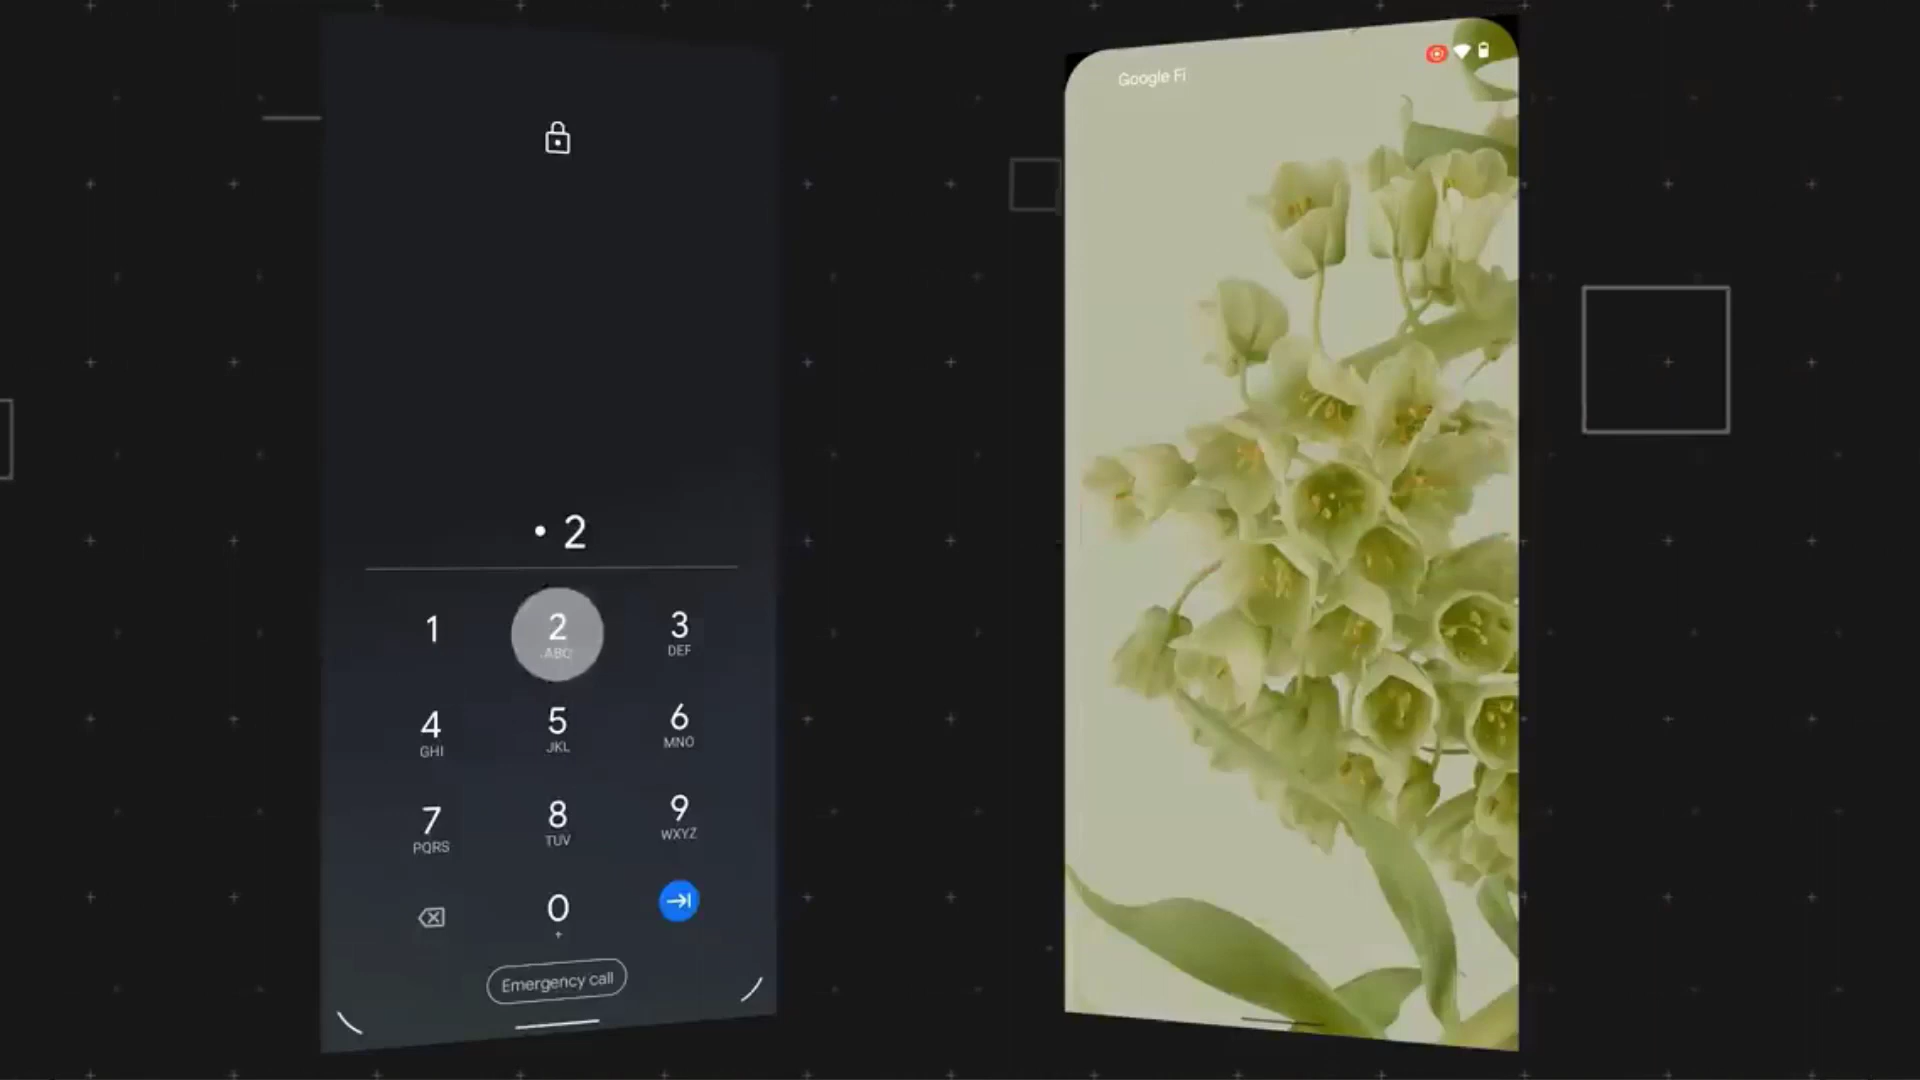 Google Fi
• 2
1 2 3
ABC DEF
4 5 6
GHI JKL MNO
7 8 9
PQRS TUV WXYZ
0
+
Emergency call